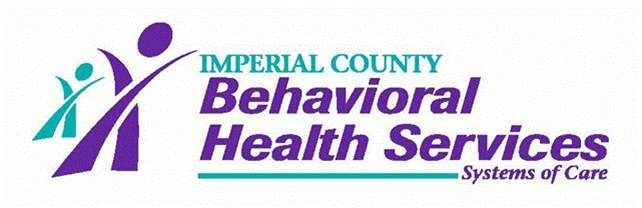 IMPERIAL COUNTY
Behavioral
Health Services
Systems of Care